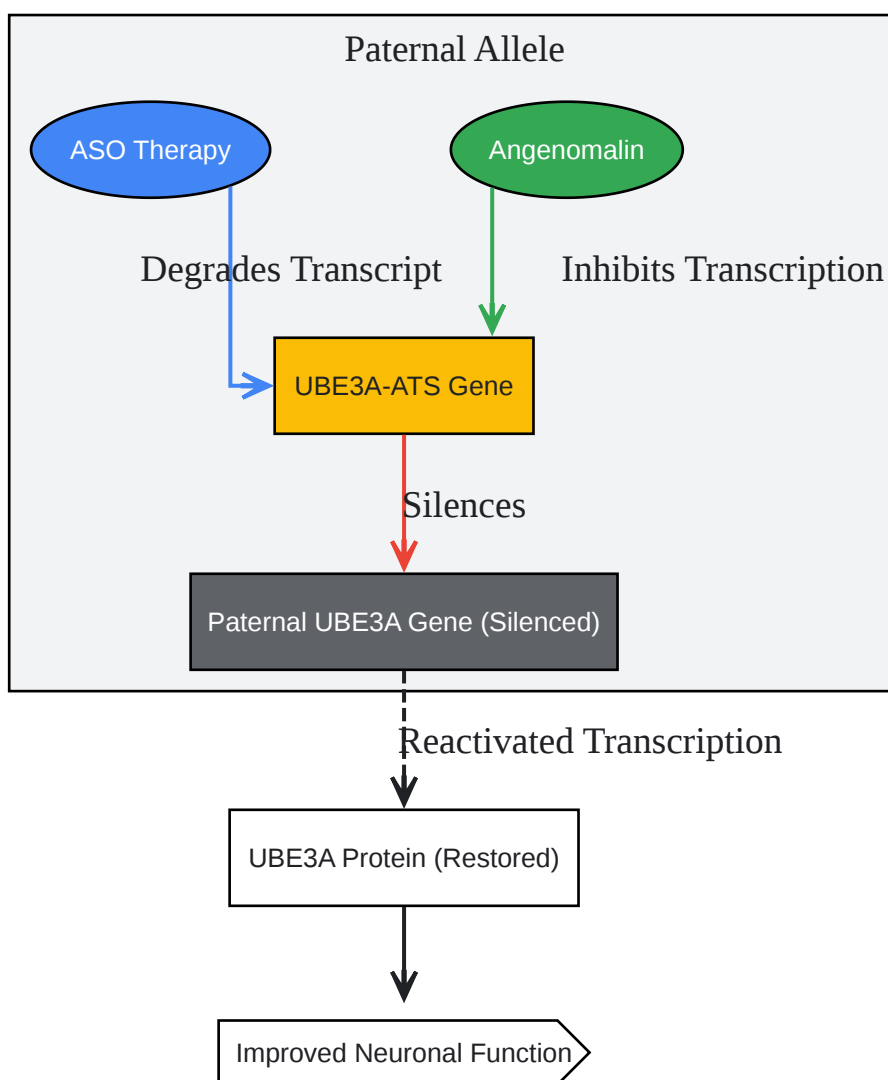 Paternal Allele
ASO Therapy
Angenomalin
Degrades Transcript
Inhibits Transcription
UBE3A-ATS Gene
Silences
Paternal UBE3A Gene (Silenced)
Reactivated Transcription
UBE3A Protein (Restored)
Improved Neuronal Function